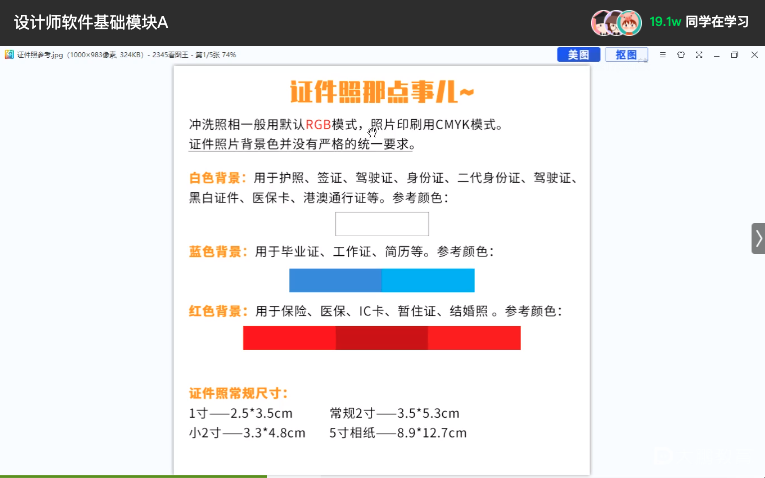 设计师软件基础模块A
19.1w 同学在学习
证件照参考.jpg（1000×983像素, 324KB）- 2345看图王 - 第1/5张 74%
美图
抠图
证件照那点事儿~
冲洗照相一般用默认RGB模式，照片印刷用CMYK模式。
证件照片背景色并没有严格的统一要求。
白色背景：用于护照、签证、驾驶证、身份证、二代身份证、驾驶证、
黑白证件、医保卡、港澳通行证等。参考颜色：
蓝色背景：用于毕业证、工作证、简历等。参考颜色：
红色背景：用于保险、医保、IC卡、暂住证、结婚照 。参考颜色：
证件照常规尺寸：
1寸——2.5*3.5cm 常规2寸——3.5*5.3cm
小2寸——3.3*4.8cm 5寸相纸——8.9*12.7cm